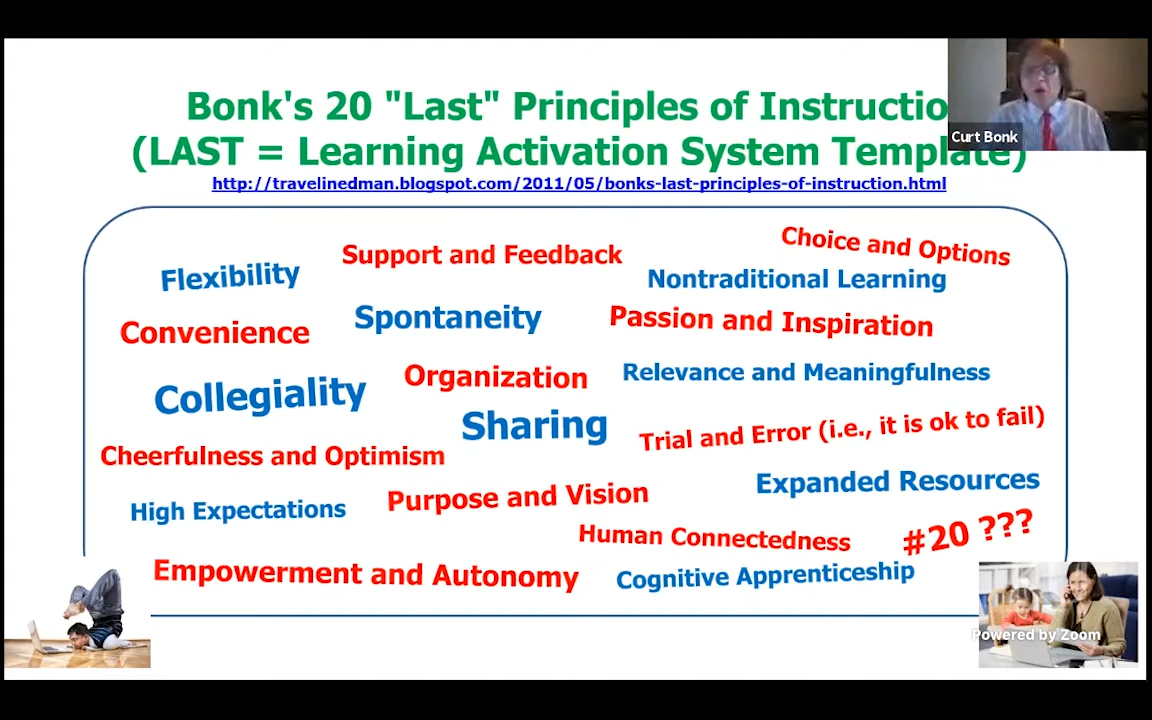 Bonk's 20 "Last" Principles of Instructio
(LAST = Learning Activation System Template)
http://travelinedman.blogspot.com/2011/05/bonks-last-principles-of-instruction.html
Curt Bonk
Choice and Options
Support and Feedback
Flexibility
Nontraditional Learning
Spontaneity
Passion and Inspiration
Convenience
Organization
Relevance and Meaningfulness
Collegiality
Sharing
Trial and Error (i.e., it is ok to fail)
Cheerfulness and Optimism
Expanded Resources
High Expectations
Purpose and Vision
Human Connectedness
#20 ???
Empowerment and Autonomy
Cognitive Apprenticeship
Powered by Zoom